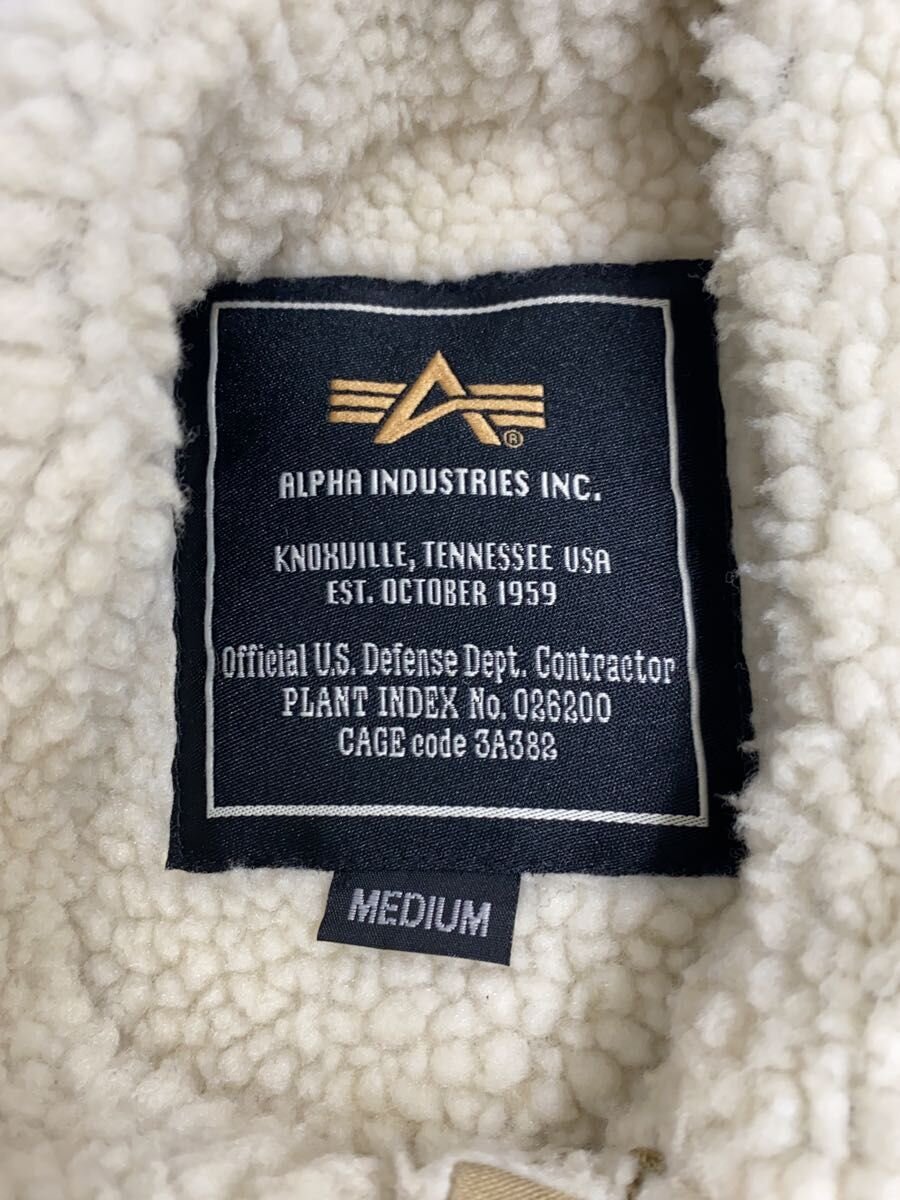 ®
ALPHA INDUSTRIES INC.
KNOXVILLE, TENNESSEE USA
EST. OCTOBER 1959
Official U.S. Defense Dept. Contractor
PLANT INDEX No. 026200
CAGE code 3A382
MEDIUM